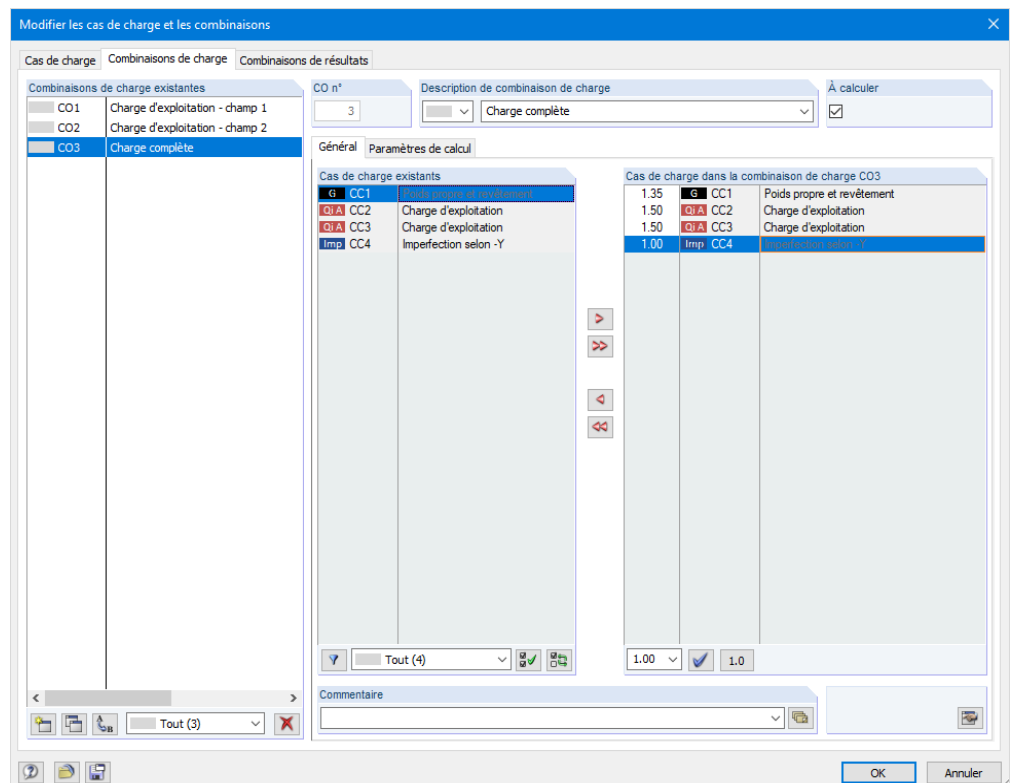 Modifier les cas de charge et les combinaisons
Cas de charge Combinaisons de charge Combinaisons de résultats
Combinaisons de charge existantes
CO1 Charge d'exploitation - champ 1
CO2 Charge d'exploitation - champ 2
CO3 Charge complète
Tout (3)
CO n°
3
Description de combinaison de charge
Charge complète
À calculer
Général Paramètres de calcul
Cas de charge existants
G CC1 Poids propre et revêtement
Qi A CC2 Charge d'exploitation
Qi A CC3 Charge d'exploitation
Imp CC4 Imperfection selon -Y
Tout (4)
Cas de charge dans la combinaison de charge CO3
1.35 G CC1 Poids propre et revêtement
1.50 Qi A CC2 Charge d'exploitation
1.50 Qi A CC3 Charge d'exploitation
1.00 Imp CC4 Imperfection selon -Y
1.00 1.0
Commentaire
OK Annuler